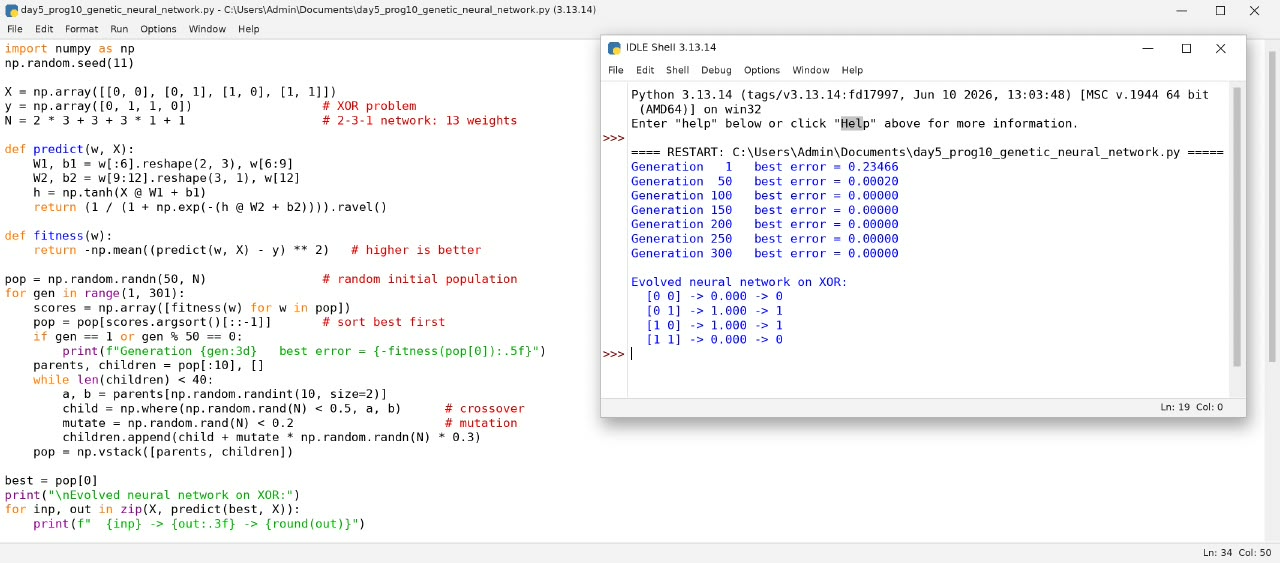 day5_prog10_genetic_neural_network.py - C:\Users\Admin\Documents\day5_prog10_genetic_neural_network.py (3.13.14)
File Edit Format Run Options Window Help
import numpy as np
np.random.seed(11)

X = np.array([[0, 0], [0, 1], [1, 0], [1, 1]])
y = np.array([0, 1, 1, 0])                  # XOR problem
N = 2 * 3 + 3 + 3 * 1 + 1                   # 2-3-1 network: 13 weights

def predict(w, X):
    W1, b1 = w[:6].reshape(2, 3), w[6:9]
    W2, b2 = w[9:12].reshape(3, 1), w[12]
    h = np.tanh(X @ W1 + b1)
    return (1 / (1 + np.exp(-(h @ W2 + b2)))).ravel()

def fitness(w):
    return -np.mean((predict(w, X) - y) ** 2)   # higher is better

pop = np.random.randn(50, N)                # random initial population
for gen in range(1, 301):
    scores = np.array([fitness(w) for w in pop])
    pop = pop[scores.argsort()[::-1]]       # sort best first
    if gen == 1 or gen % 50 == 0:
        print(f"Generation {gen:3d}   best error = {-fitness(pop[0]):.5f}")
    parents, children = pop[:10], []
    while len(children) < 40:
        a, b = parents[np.random.randint(10, size=2)]
        child = np.where(np.random.rand(N) < 0.5, a, b)      # crossover
        mutate = np.random.rand(N) < 0.2                     # mutation
        children.append(child + mutate * np.random.randn(N) * 0.3)
    pop = np.vstack([parents, children])

best = pop[0]
print("\nEvolved neural network on XOR:")
for inp, out in zip(X, predict(best, X)):
    print(f"  {inp} -> {out:.3f} -> {round(out)}")
Ln: 34 Col: 50
IDLE Shell 3.13.14
File Edit Shell Debug Options Window Help
Python 3.13.14 (tags/v3.13.14:fd17997, Jun 10 2026, 13:03:48) [MSC v.1944 64 bit
 (AMD64)] on win32
Enter "help" below or click "Help" above for more information.
>>>
==== RESTART: C:\Users\Admin\Documents\day5_prog10_genetic_neural_network.py =====
Generation   1   best error = 0.23466
Generation  50   best error = 0.00020
Generation 100   best error = 0.00000
Generation 150   best error = 0.00000
Generation 200   best error = 0.00000
Generation 250   best error = 0.00000
Generation 300   best error = 0.00000

Evolved neural network on XOR:
  [0 0] -> 0.000 -> 0
  [0 1] -> 1.000 -> 1
  [1 0] -> 1.000 -> 1
  [1 1] -> 0.000 -> 0
>>>
Ln: 19 Col: 0